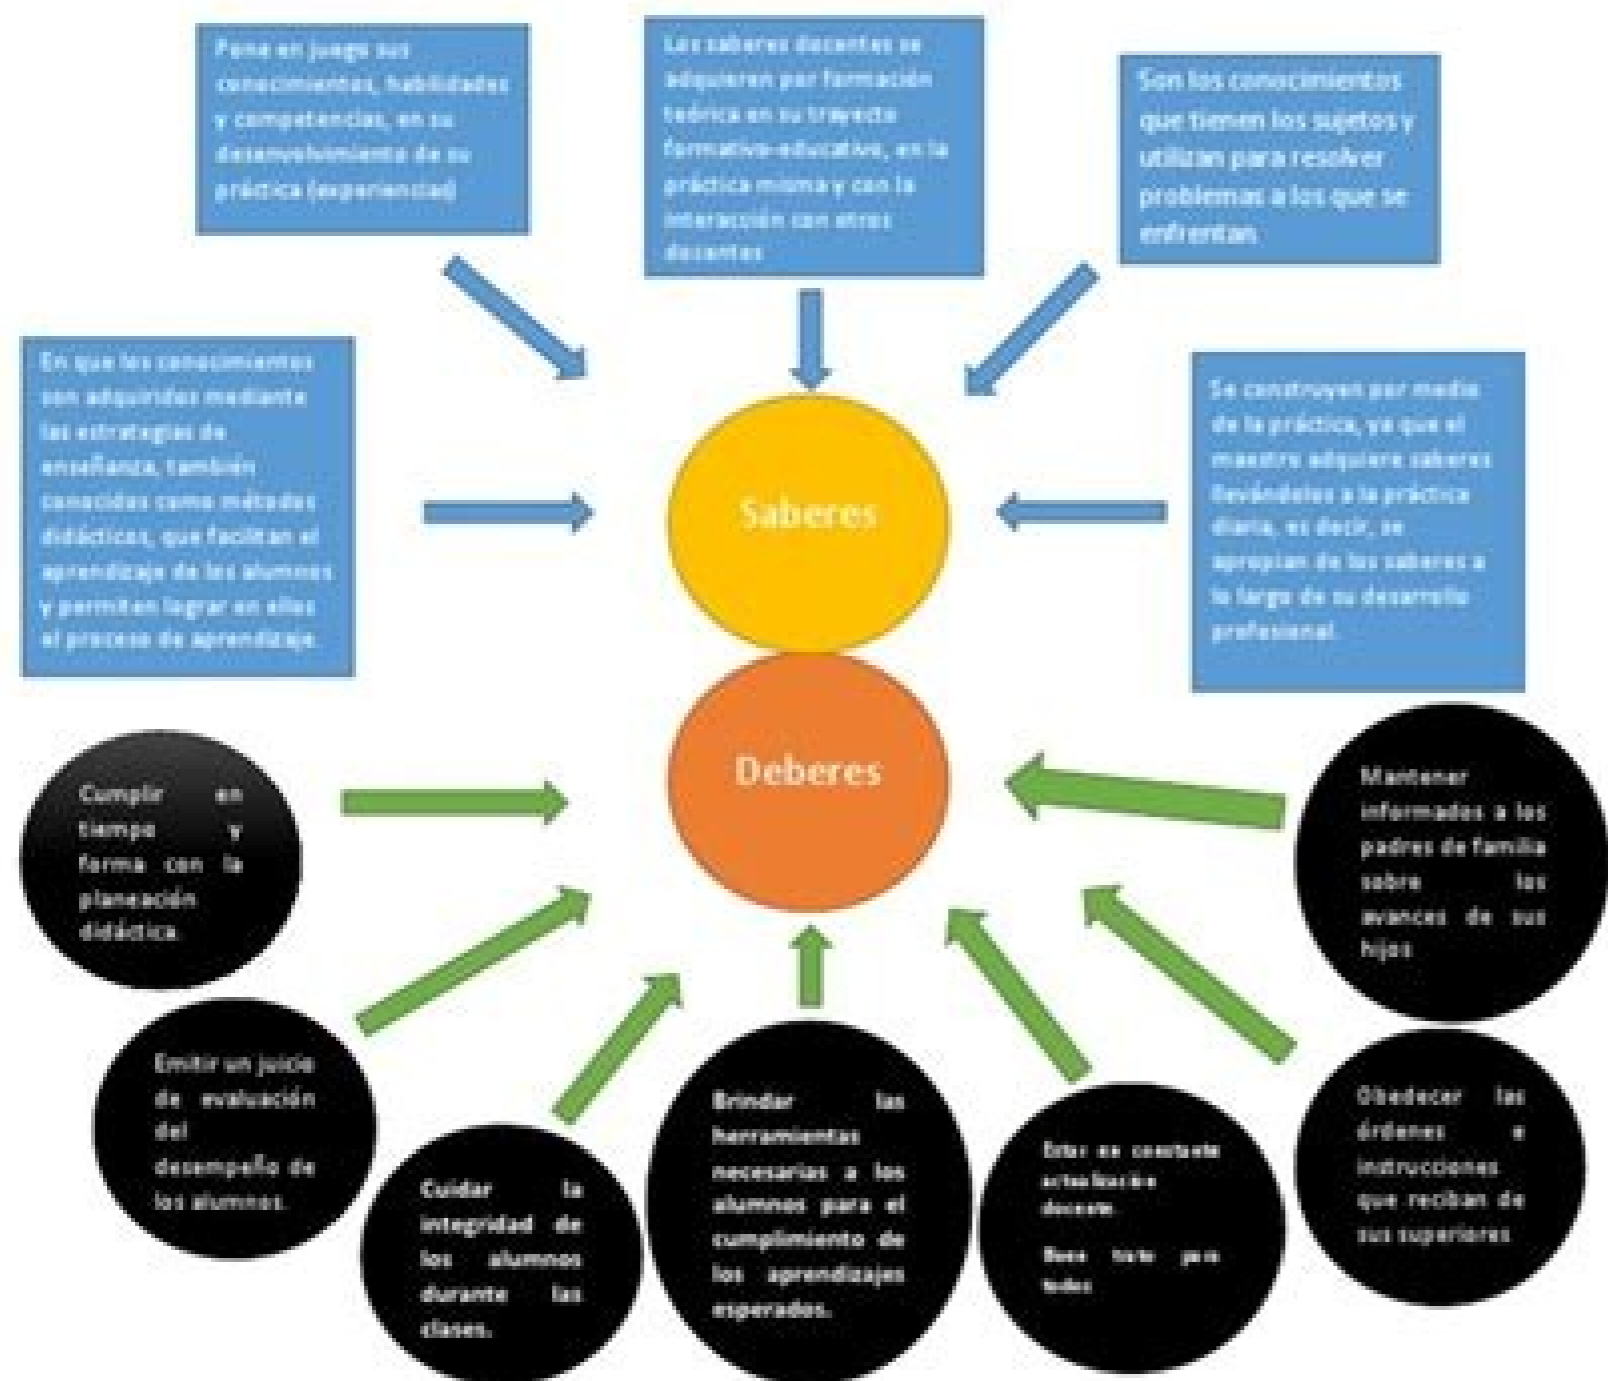 Pone en juego sus
conocimientos, habilidades
y competencias, en su
desenvolvimiento de su
práctica (experiencias)
Los saberes docentes se
adquieren por formación
teórica en su trayecto
formativo-educativo, en la
práctica misma y con la
interacción con otros
docentes
Son los conocimientos
que tienen los sujetos y
utilizan para resolver
problemas a los que se
enfrentan
En que los conocimientos
son adquiridos mediante
las estrategias de
enseñanza, también
conocidas como métodos
didácticos, que facilitan el
aprendizaje de los alumnos
y permiten lograr en ellos
el proceso de aprendizaje.
Saberes
Se construyen por medio
de la práctica, ya que el
maestro adquiere saberes
llevándolos a la práctica
diaria, es decir, se
apropian de los saberes a
lo largo de su desarrollo
profesional.
Deberes
Cumplir en
tiempo y
forma con la
planeación
didáctica.
Emitir un juicio
de evaluación
del
desempeño de
los alumnos.
Cuidar la
integridad de
los alumnos
durante las
clases.
Brindar las
herramientas
necesarias a los
alumnos para el
cumplimiento de
los aprendizajes
esperados.
Estar en constante
actualización
docente.
Buen trato para
todos
Obedecer las
órdenes e
instrucciones
que reciban de
sus superiores
Mantener
informados a los
padres de familia
sobre los
avances de sus
hijos